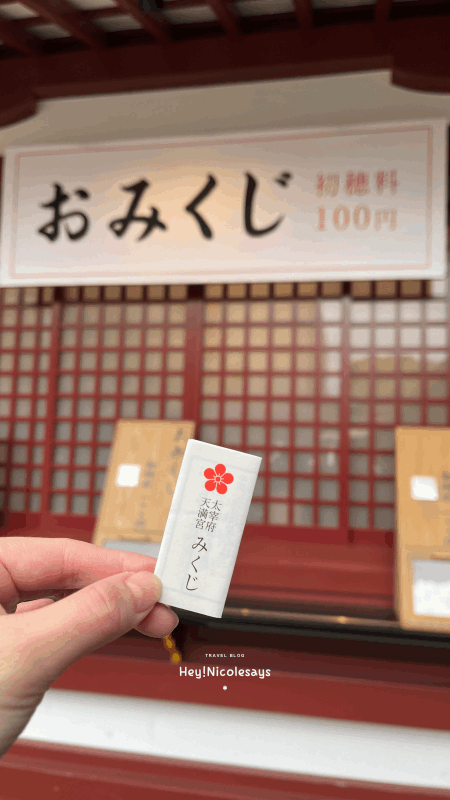 おみくじ
初穂料
100円
太宰府
天満宮
みくじ
TRAVEL BLOG
Hey!Nicolesays